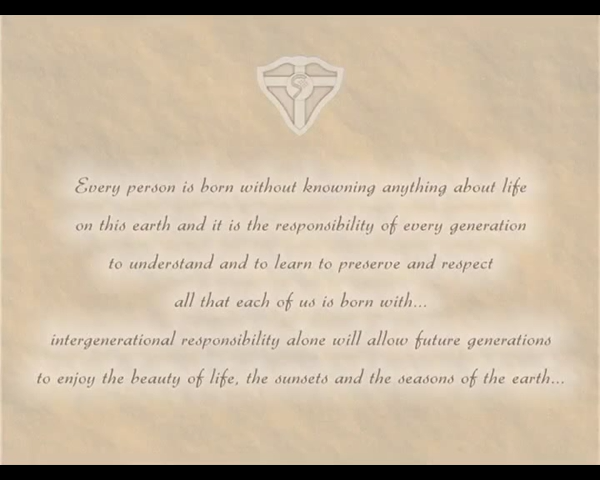 Every person is born without knowning anything about life
on this earth and it is the responsibility of every generation
to understand and to learn to preserve and respect
all that each of us is born with...
intergenerational responsibility alone will allow future generations
to enjoy the beauty of life, the sunsets and the seasons of the earth...